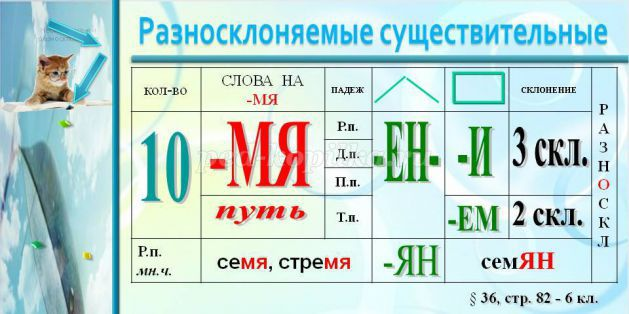 Разносклоняемые существительные
КОЛ-ВО СЛОВА НА -МЯ ПАДЕЖ СКЛОНЕНИЕ РАЗНОСКЛ
10 -МЯ Р.п. -ЕН- -И 3 скл.
Д.п.
П.п.
путь Т.п. -ЕМ 2 скл.
Р.п. мн.ч. семя, стремя -ЯН семЯН
§ 36, стр. 82 - 6 кл.